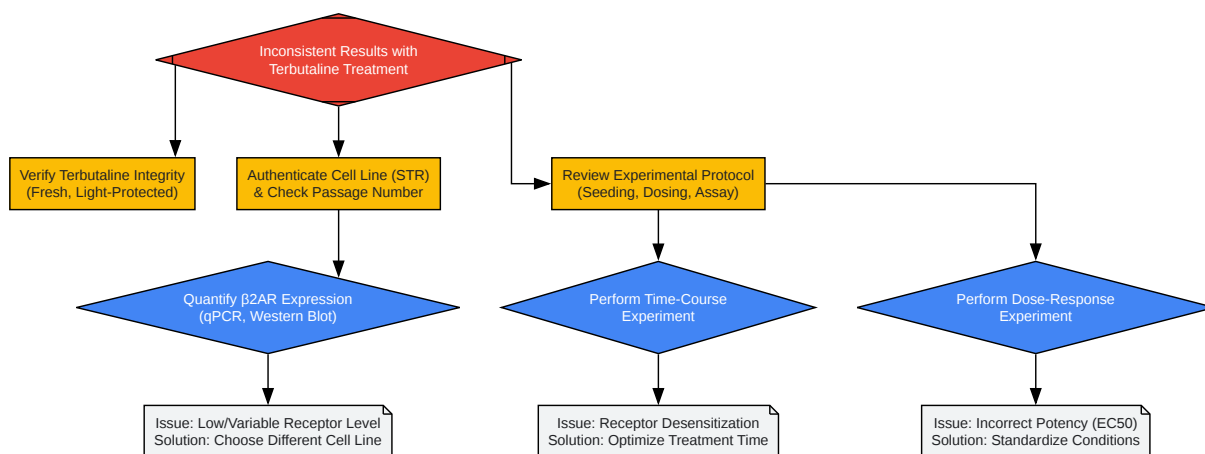 Inconsistent Results with
Terbutaline Treatment
Verify Terbutaline Integrity
(Fresh, Light-Protected)
Authenticate Cell Line (STR)
& Check Passage Number
Review Experimental Protocol
(Seeding, Dosing, Assay)
Quantify β2AR Expression
(qPCR, Western Blot)
Perform Time-Course
Experiment
Perform Dose-Response
Experiment
Issue: Low/Variable Receptor Level
Solution: Choose Different Cell Line
Issue: Receptor Desensitization
Solution: Optimize Treatment Time
Issue: Incorrect Potency (EC50)
Solution: Standardize Conditions